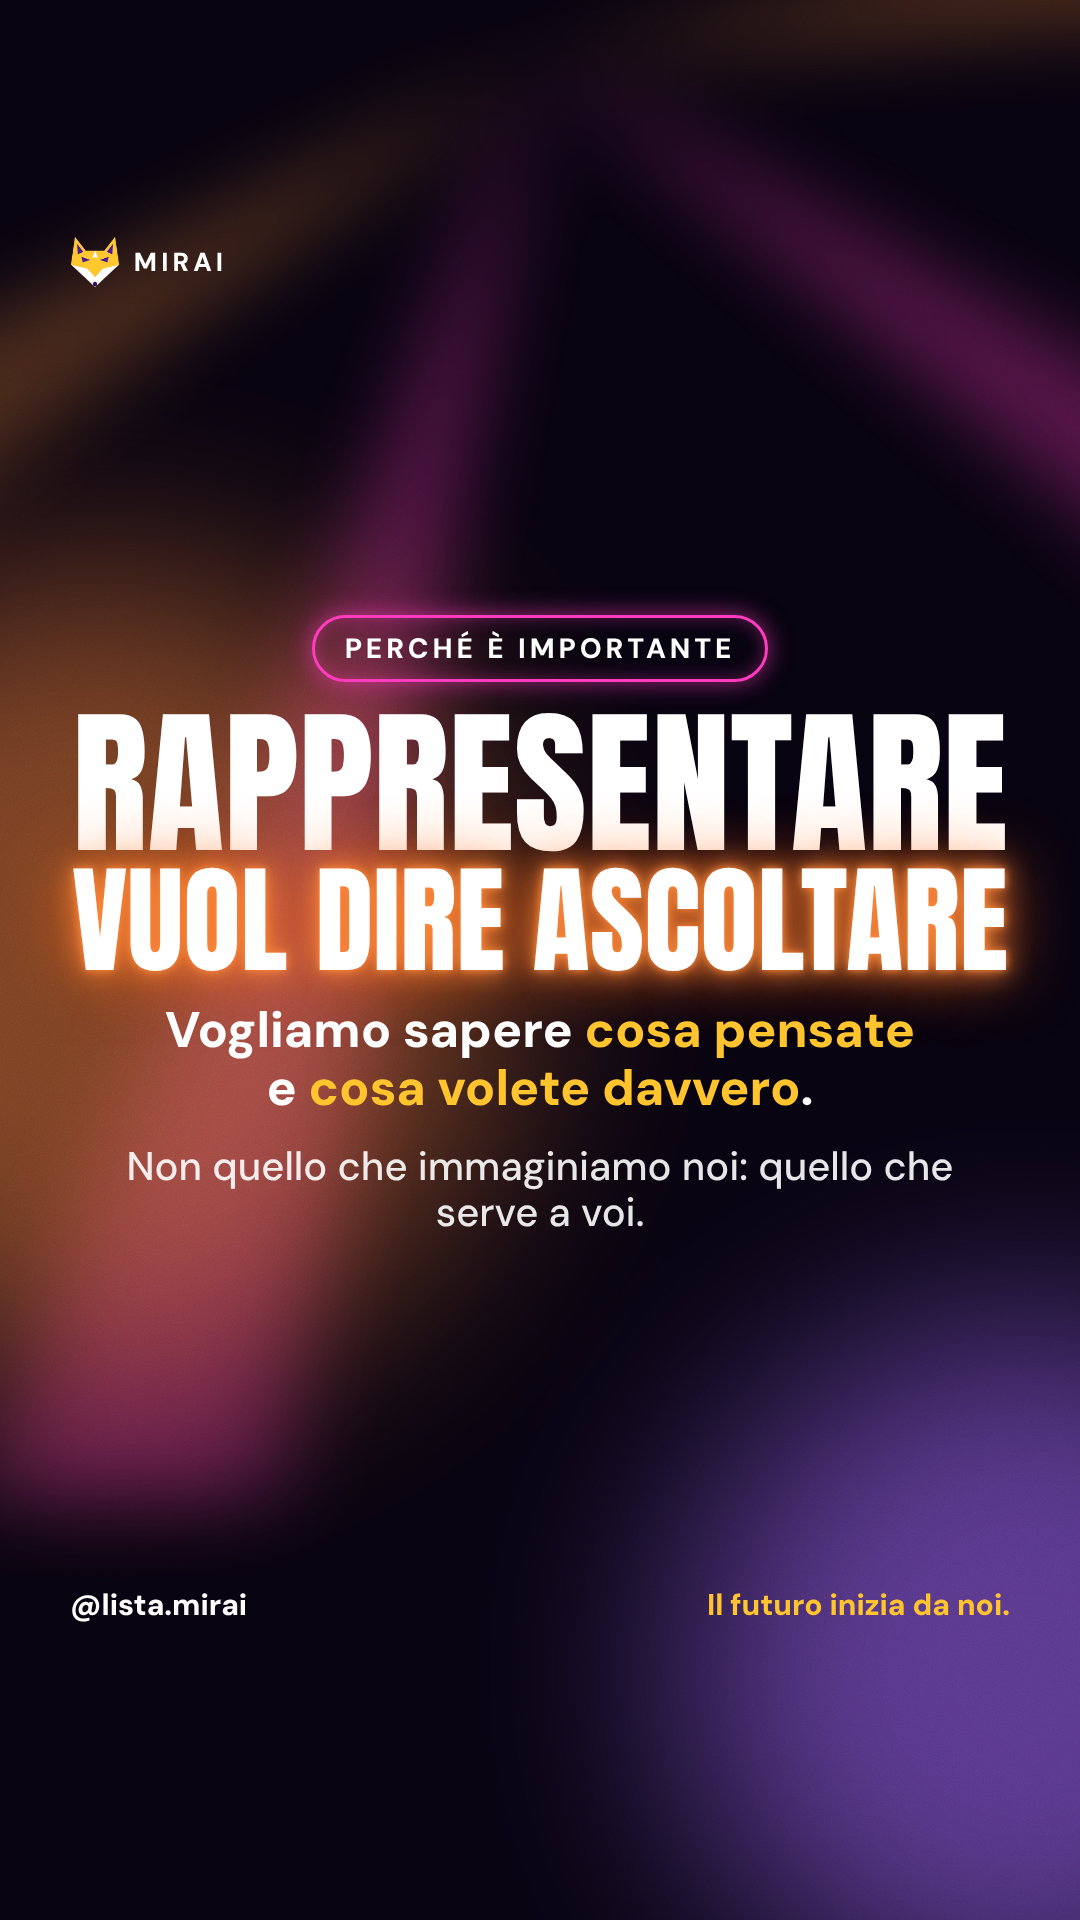 MIRAI
PERCHÉ È IMPORTANTE
RAPPRESENTARE
VUOL DIRE ASCOLTARE
Vogliamo sapere cosa pensate
e cosa volete davvero.
Non quello che immaginiamo noi: quello che
serve a voi.
@lista.mirai
Il futuro inizia da noi.